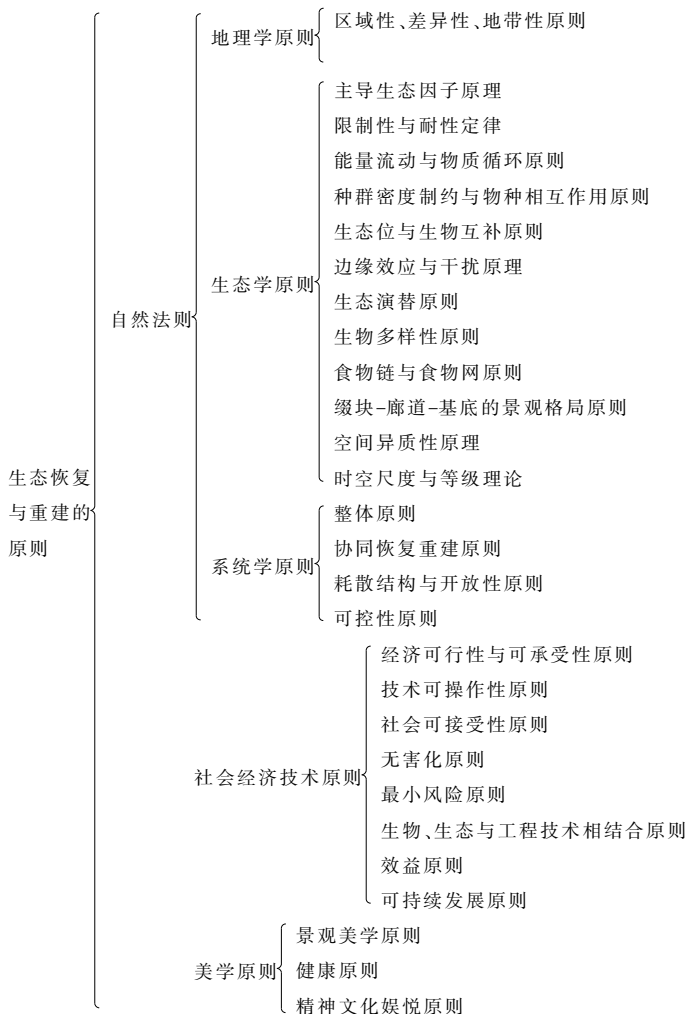 区域性、差异性、地带性原则
地理学原则
主导生态因子原理
限制性与耐性定律
能量流动与物质循环原则
种群密度制约与物种相互作用原则
生态位与生物互补原则
边缘效应与干扰原理
生态学原则
生态演替原则
自然法则
生物多样性原则
食物链与食物网原则
缀块–廊道–基底的景观格局原则
空间异质性原理
时空尺度与等级理论
生态恢复
与重建的
原则
整体原则
协同恢复重建原则
系统学原则
耗散结构与开放性原则
可控性原则
经济可行性与可承受性原则
技术可操作性原则
社会可接受性原则
无害化原则
社会经济技术原则
最小风险原则
生物、生态与工程技术相结合原则
效益原则
可持续发展原则
景观美学原则
美学原则
健康原则
精神文化娱悦原则